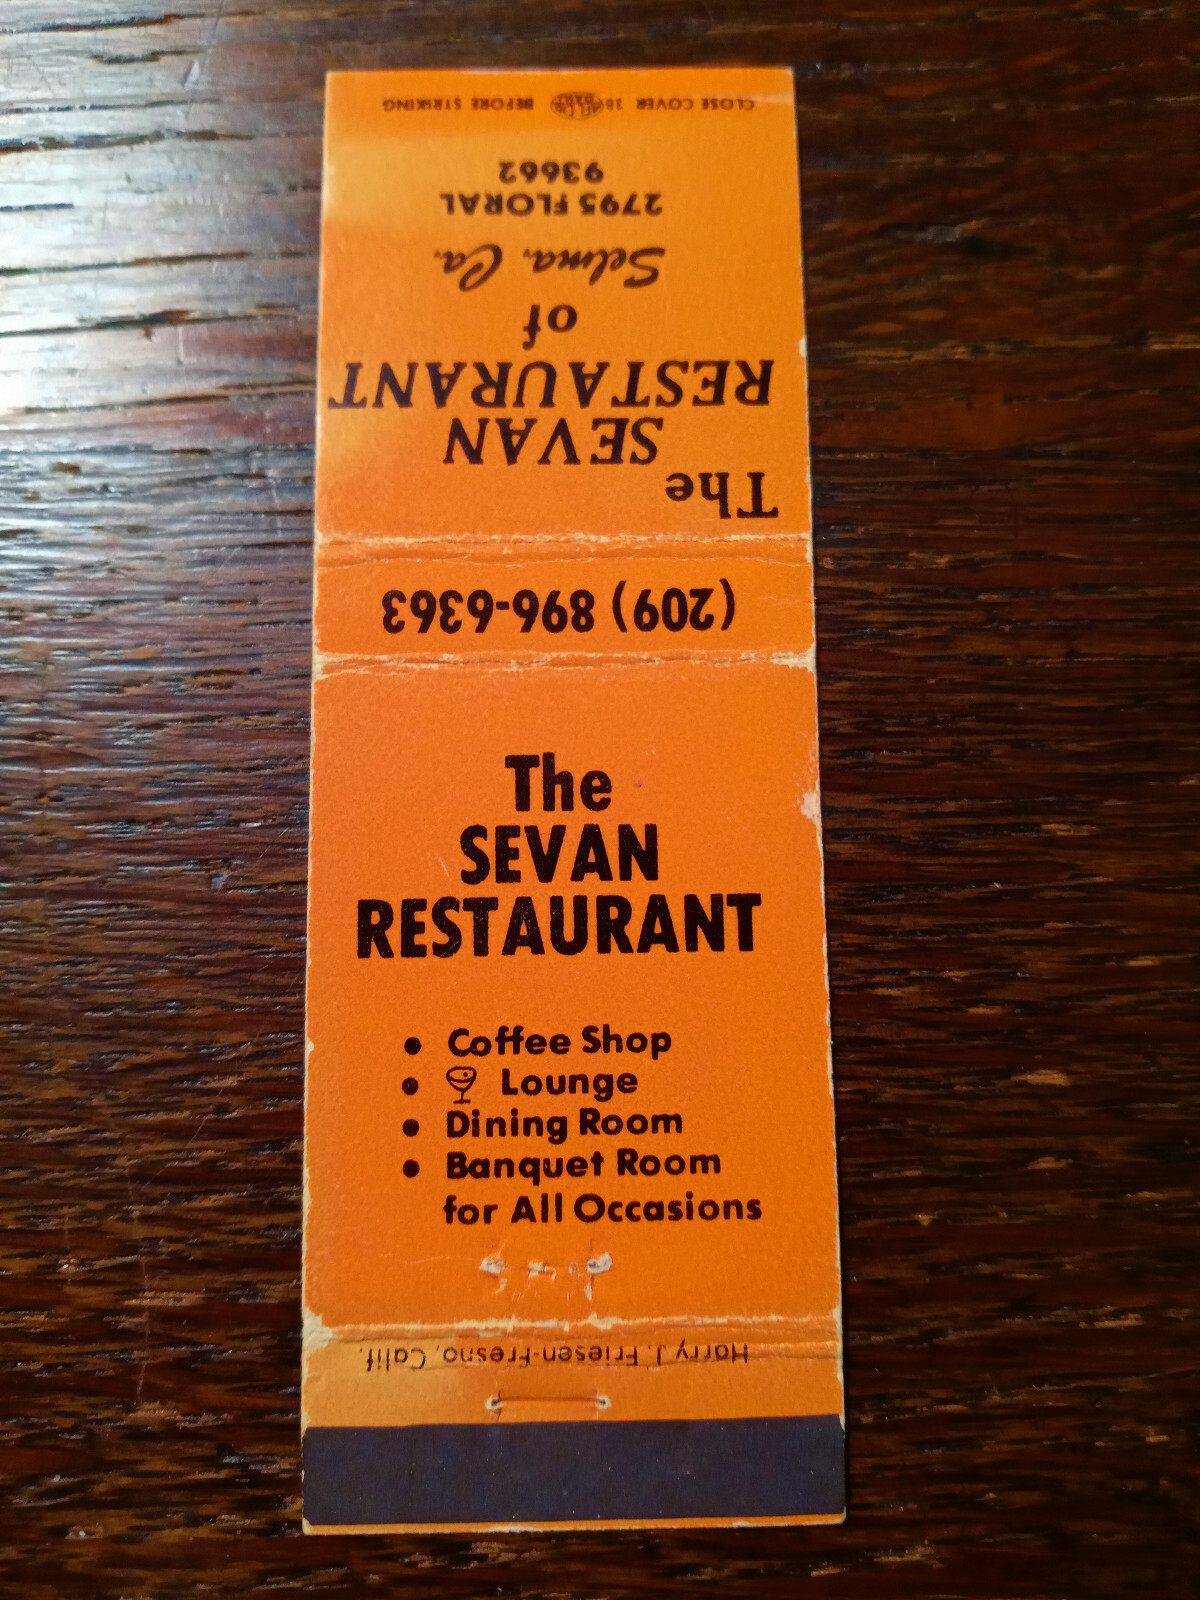 The
SEVAN
RESTAURANT
of
Selma, Ca.
2795 FLORAL
93662
CLOSE COVER BEFORE STRIKING
(209) 896-6363
The
SEVAN
RESTAURANT
• Coffee Shop
• Lounge
• Dining Room
• Banquet Room
for All Occasions
Harry J. Friesen-Fresno, Calif.